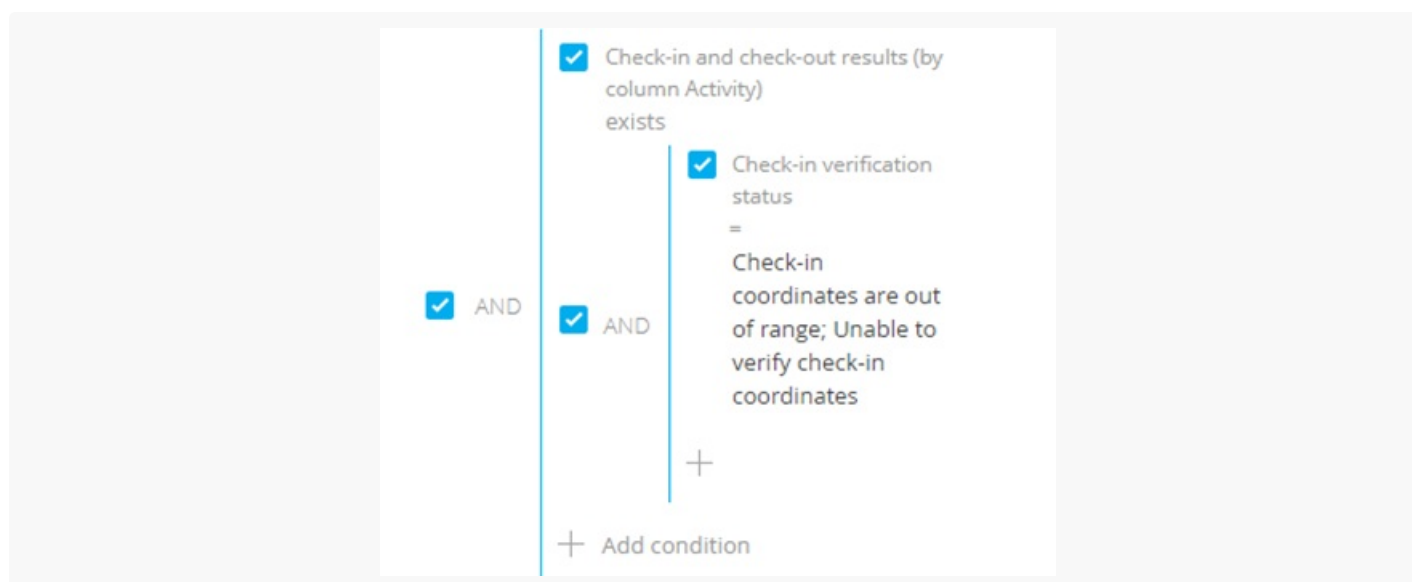 Check-in and check-out results (by
column Activity)
exists
Check-in verification
status
=
Check-in
coordinates are out
of range; Unable to
verify check-in
coordinates
AND
AND
+
+ Add condition